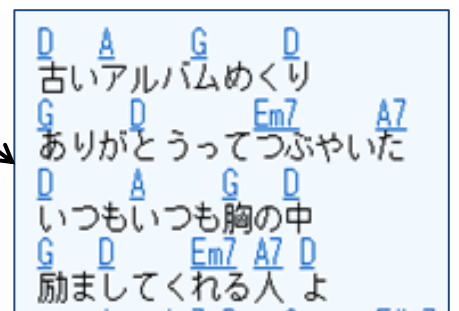 D A G D
古いアルバムめくり
G D Em7 A7
ありがとうってつぶやいた
D A G D
いつもいつも胸の中
G D Em7 A7 D
励ましてくれる人 よ